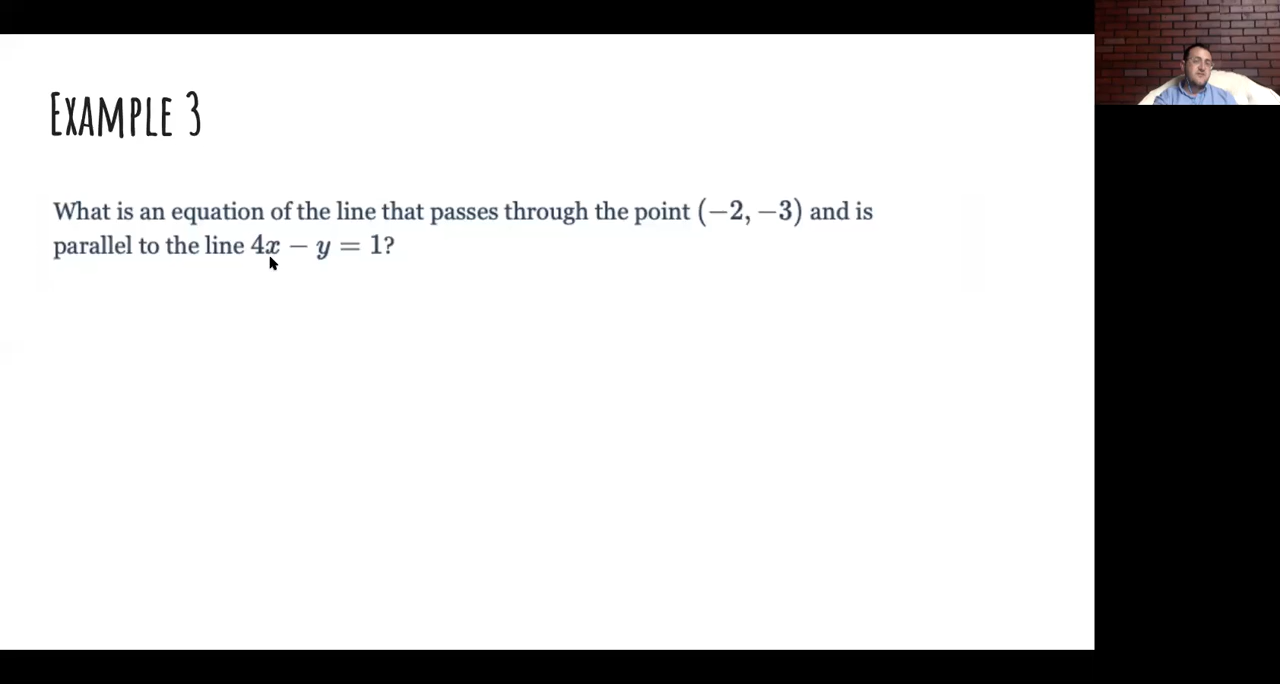 Example 3
What is an equation of the line that passes through the point (−2, −3) and is
parallel to the line 4x − y = 1?